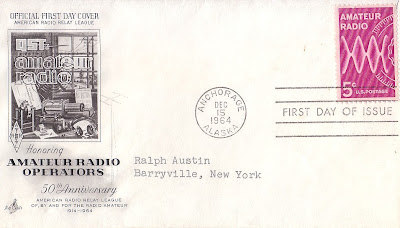 OFFICIAL FIRST DAY COVER
AMERICAN RADIO RELAY LEAGUE
QST
amateur
radio
Honoring
AMATEUR RADIO
OPERATORS
50th Anniversary
AMERICAN RADIO RELAY LEAGUE
OF, BY AND FOR THE RADIO AMATEUR
1914-1964
ANCHORAGE
DEC
15
1964
ALASKA
AMATEUR
RADIO
5¢
U.S. POSTAGE
FIRST DAY OF ISSUE
Ralph Austin
Barryville, New York